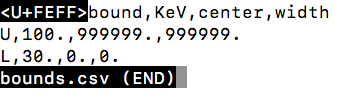 <U+FEFF>bound,KeV,center,width
U,100.,999999.,999999.
L,30.,0.,0.
bounds.csv (END)